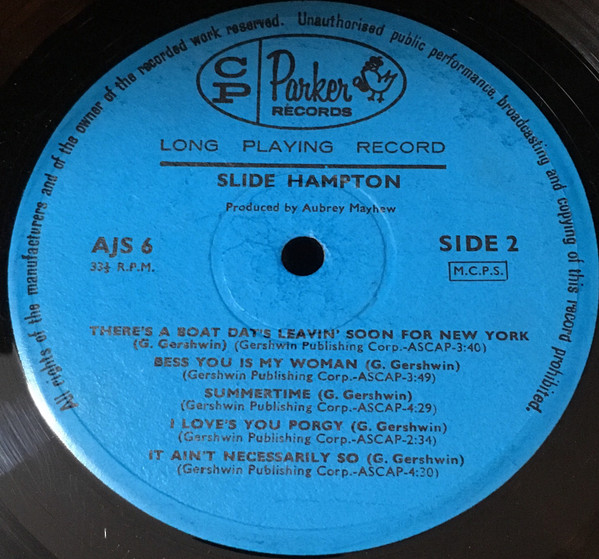 All rights of the manufacturers and of the owner of the recorded work reserved. Unauthorised public performance, broadcasting and copying of this record prohibited.
CP Parker
RECORDS
LONG PLAYING RECORD
SLIDE HAMPTON
Produced by Aubrey Mayhew
AJS 6 SIDE 2
33⅓ R.P.M. M.C.P.S.
THERE'S A BOAT DAT'S LEAVIN' SOON FOR NEW YORK
(G. Gershwin) (Gershwin Publishing Corp.-ASCAP-3:40)
BESS YOU IS MY WOMAN (G. Gershwin)
(Gershwin Publishing Corp.-ASCAP-3:49)
SUMMERTIME (G. Gershwin)
(Gershwin Publishing Corp.-ASCAP-4:29)
I LOVE'S YOU PORGY (G. Gershwin)
(Gershwin Publishing Corp.-ASCAP-2:34)
IT AIN'T NECESSARILY SO (G. Gershwin)
(Gershwin Publishing Corp.-ASCAP-4:30)